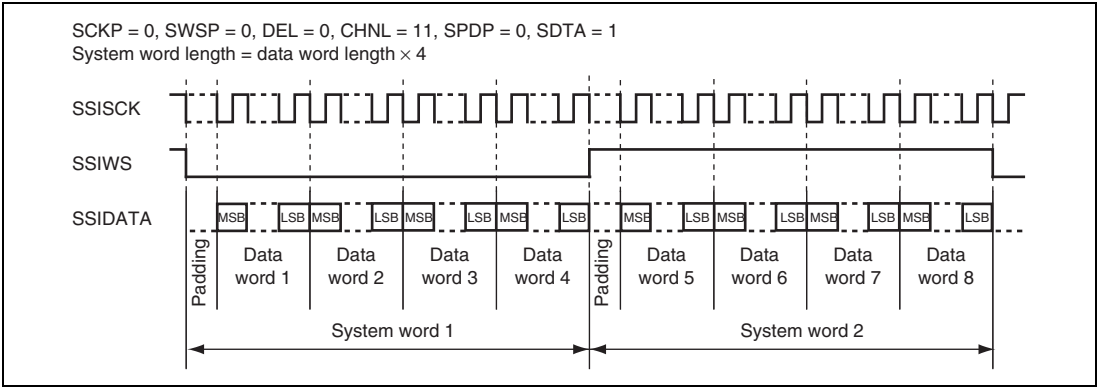 SCKP = 0, SWSP = 0, DEL = 0, CHNL = 11, SPDP = 0, SDTA = 1
System word length = data word length × 4
SSISCK
SSIWS
SSIDATA
MSB LSB MSB LSB MSB LSB MSB LSB MSB LSB MSB LSB MSB LSB MSB LSB
Padding
Data word 1
Data word 2
Data word 3
Data word 4
Padding
Data word 5
Data word 6
Data word 7
Data word 8
System word 1
System word 2